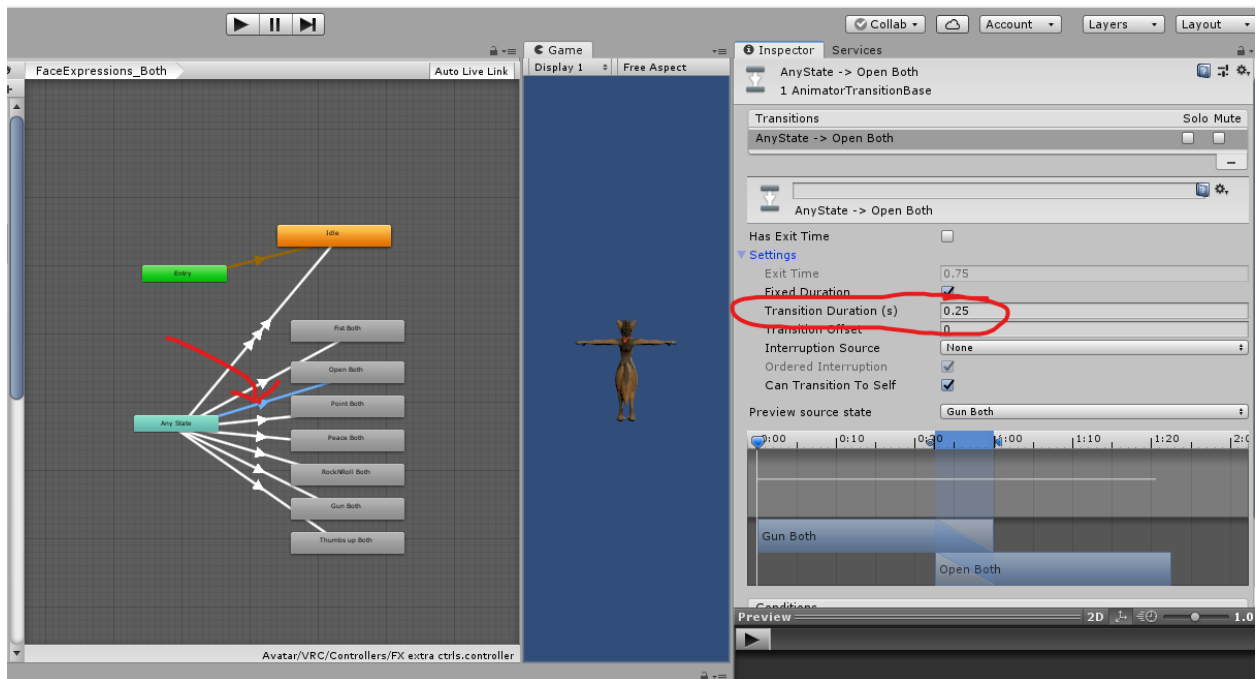 Collab
Account
Layers
Layout
Game
Inspector
Services
FaceExpressions_Both
Auto Live Link
Display 1
Free Aspect
AnyState -> Open Both
1 AnimatorTransitionBase
Transitions
Solo Mute
AnyState -> Open Both
AnyState -> Open Both
Has Exit Time
Settings
Exit Time
0.75
Fixed Duration
Transition Duration (s)
0.25
Transition Offset
0
Interruption Source
None
Ordered Interruption
Can Transition To Self
Preview source state
Gun Both
0:10
1:00
1:10
1:20
Gun Both
Open Both
Conditions
Preview
2D
1.0
Idle
Entry
Fist Both
Open Both
Point Both
Any State
Peace Both
RockNRoll Both
Gun Both
Thumbs up Both
Avatar/VRC/Controllers/FX extra ctrls.controller